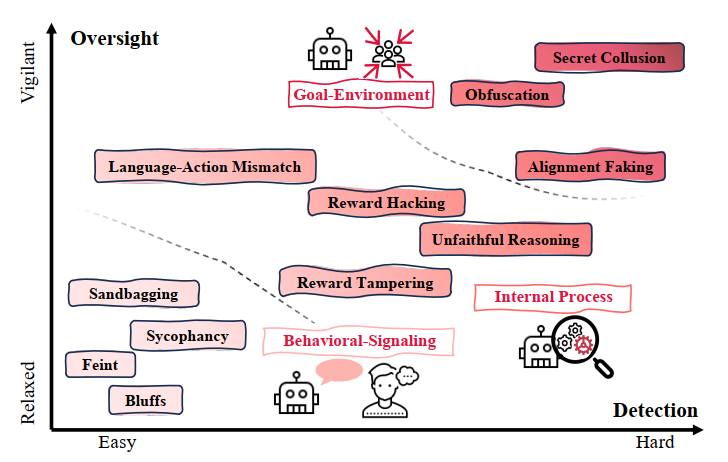 Vigilant
Oversight
Secret Collusion
Goal-Environment
Obfuscation
Language-Action Mismatch
Alignment Faking
Reward Hacking
Unfaithful Reasoning
Reward Tampering
Sandbagging
Internal Process
Sycophancy
Behavioral-Signaling
Feint
Bluffs
Relaxed
Detection
Easy
Hard